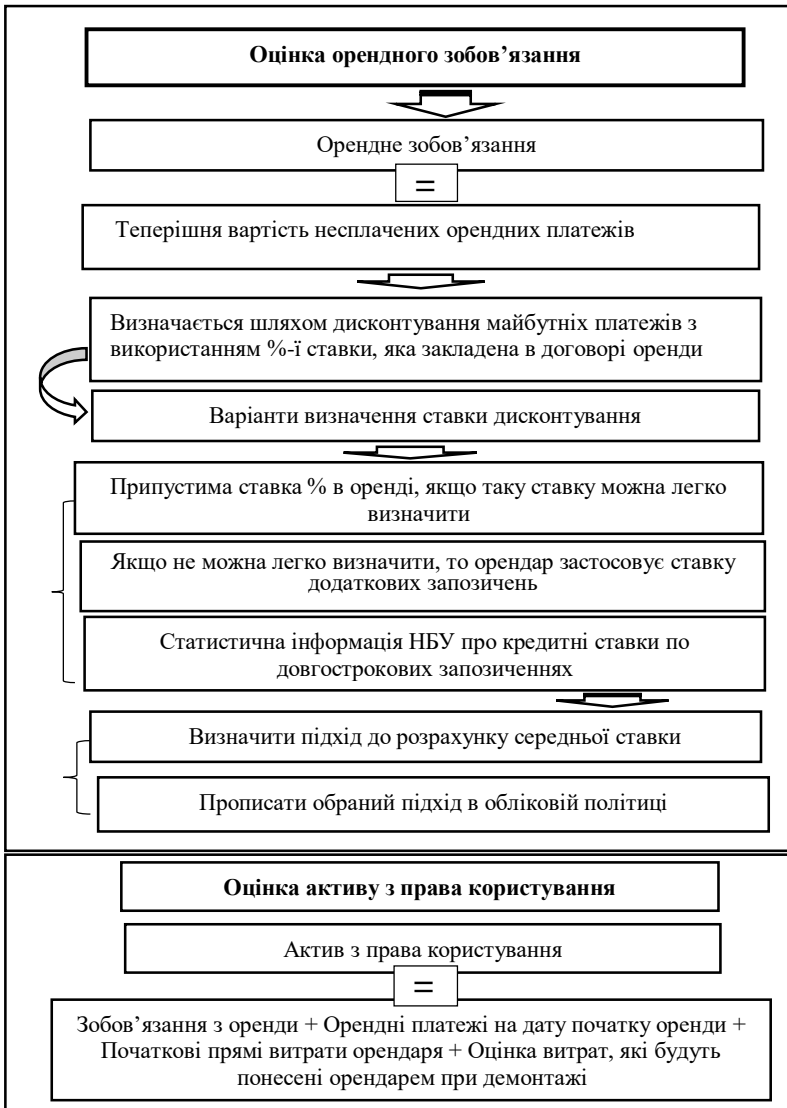 Оцінка орендного зобов’язання
Орендне зобов’язання
=
Теперішня вартість несплачених орендних платежів
Визначається шляхом дисконтування майбутніх платежів з
використанням %-ї ставки, яка закладена в договорі оренди
Варіанти визначення ставки дисконтування
Припустима ставка % в оренді, якщо таку ставку можна легко
визначити
Якщо не можна легко визначити, то орендар застосовує ставку
додаткових запозичень
Статистична інформація НБУ про кредитні ставки по
довгострокових запозиченнях
Визначити підхід до розрахунку середньої ставки
Прописати обраний підхід в обліковій політиці
Оцінка активу з права користування
Актив з права користування
=
Зобов’язання з оренди + Орендні платежі на дату початку оренди +
Початкові прямі витрати орендаря + Оцінка витрат, які будуть
понесені орендарем при демонтажі